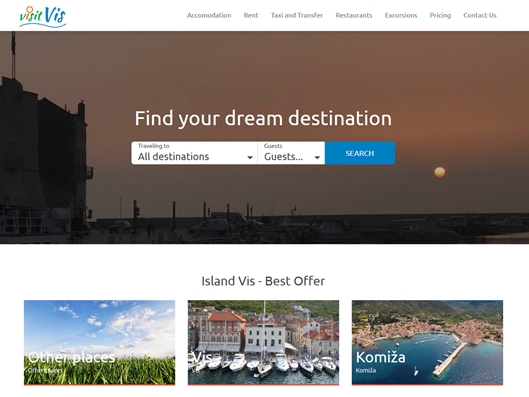 visit Vis
Accomodation Rent Taxi and Transfer Restaurants Excursions Pricing Contact Us
Find your dream destination
Traveling to Guests
All destinations Guests... SEARCH
Island Vis - Best Offer
Other places Vis Komiža
Other places Vis Komiža